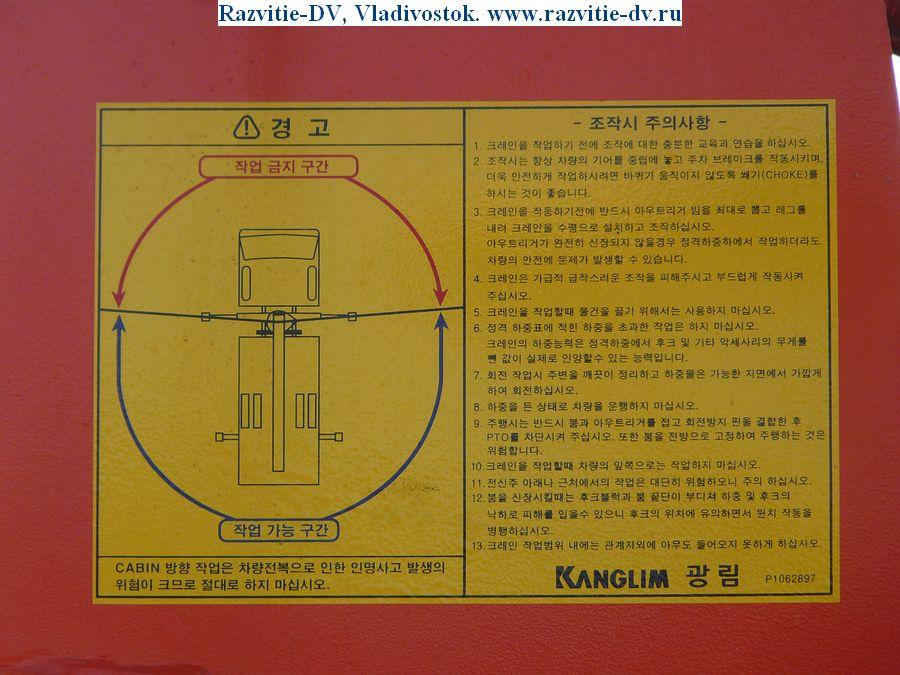 Razvitie-DV, Vladivostok. www.razvitie-dv.ru
경 고
작업 금지 구간
작업 가능 구간
CABIN 방향 작업은 차량전복으로 인한 인명사고 발생의
위험이 크므로 절대로 하지 마십시오.
- 조작시 주의사항 -
1. 크레인을 작업하기 전에 조작에 대한 충분한 교육과 연습을 하십시오.
2. 조작시는 항상 차량의 기어를 중립에 놓고 주차 브레이크를 작동시키며,
더욱 안전하게 작업하시려면 바퀴가 움직이지 않도록 쐐기(CHOKE)를
하시는 것이 좋습니다.
3. 크레인을 작동하기전에 반드시 아우트리거 빔을 최대로 뽑고 레그를
내려 크레인을 수평으로 설치하고 조작하십시오.
아우트리거가 완전히 신장되지 않을경우 정격하중하에서 작업하더라도
차량의 안전에 문제가 발생할 수 있습니다.
4. 크레인은 가급적 급작스러운 조작을 피해주시고 부드럽게 작동시켜
주십시오.
5. 크레인을 작업할때 물건을 끌기 위해서는 사용하지 마십시오.
6. 정격 하중표에 적힌 하중을 초과한 작업은 하지 마십시오.
크레인의 하중능력은 정격하중에서 후크 및 기타 악세사리의 무게를
뺀 값이 실제로 인양할수 있는 능력입니다.
7. 회전 작업시 주변을 깨끗이 정리하고 하중물은 가능한 지면에서 가깝게
하여 회전하십시오.
8. 하중을 든 상태로 차량을 운행하지 마십시오.
9. 주행시는 반드시 붐과 아우트리거를 접고 회전방지 핀을 결합한 후
PTO를 차단시켜 주십시오. 또한 붐을 전방으로 고정하여 주행하는 것은
위험합니다.
10. 크레인을 작업할때 차량의 앞쪽으로는 작업하지 마십시오.
11. 전신주 아래나 근처에서의 작업은 대단히 위험하오니 주의 하십시오.
12. 붐을 신장시킬때는 후크블럭과 붐 끝단이 부디쳐 하중 및 후크의
낙하로 피해를 입을수 있으니 후크의 위치에 유의하면서 윈치 작동을
병행하십시오.
13. 크레인 작업범위 내에는 관계자외에 아무도 들어오지 못하게 하십시오.
KANGLIM 광림 P1062897